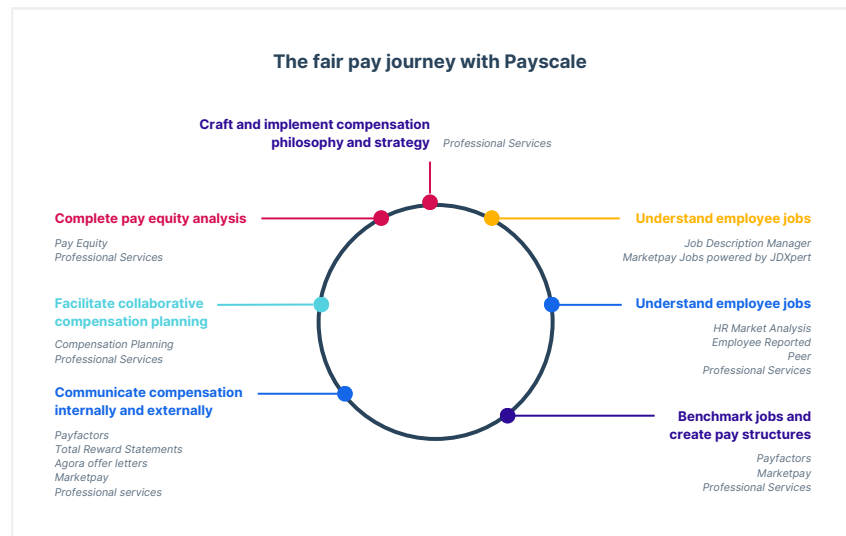 The fair pay journey with Payscale
Craft and implement compensation
philosophy and strategy
Professional Services
Understand employee jobs
Job Description Manager
Marketpay Jobs powered by JDXpert
Understand employee jobs
HR Market Analysis
Employee Reported
Peer
Professional Services
Benchmark jobs and
create pay structures
Payfactors
Marketpay
Professional Services
Communicate compensation
internally and externally
Payfactors
Total Reward Statements
Agora offer letters
Marketpay
Professional services
Facilitate collaborative
compensation planning
Compensation Planning
Professional Services
Complete pay equity analysis
Pay Equity
Professional Services